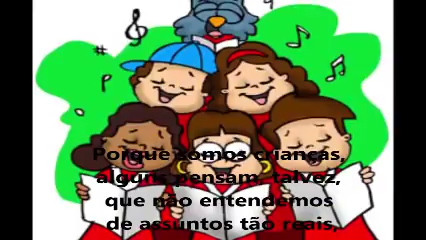 Porque somos crianças,
alguns pensam, talvez,
que não entendemos
de assuntos tão reais,